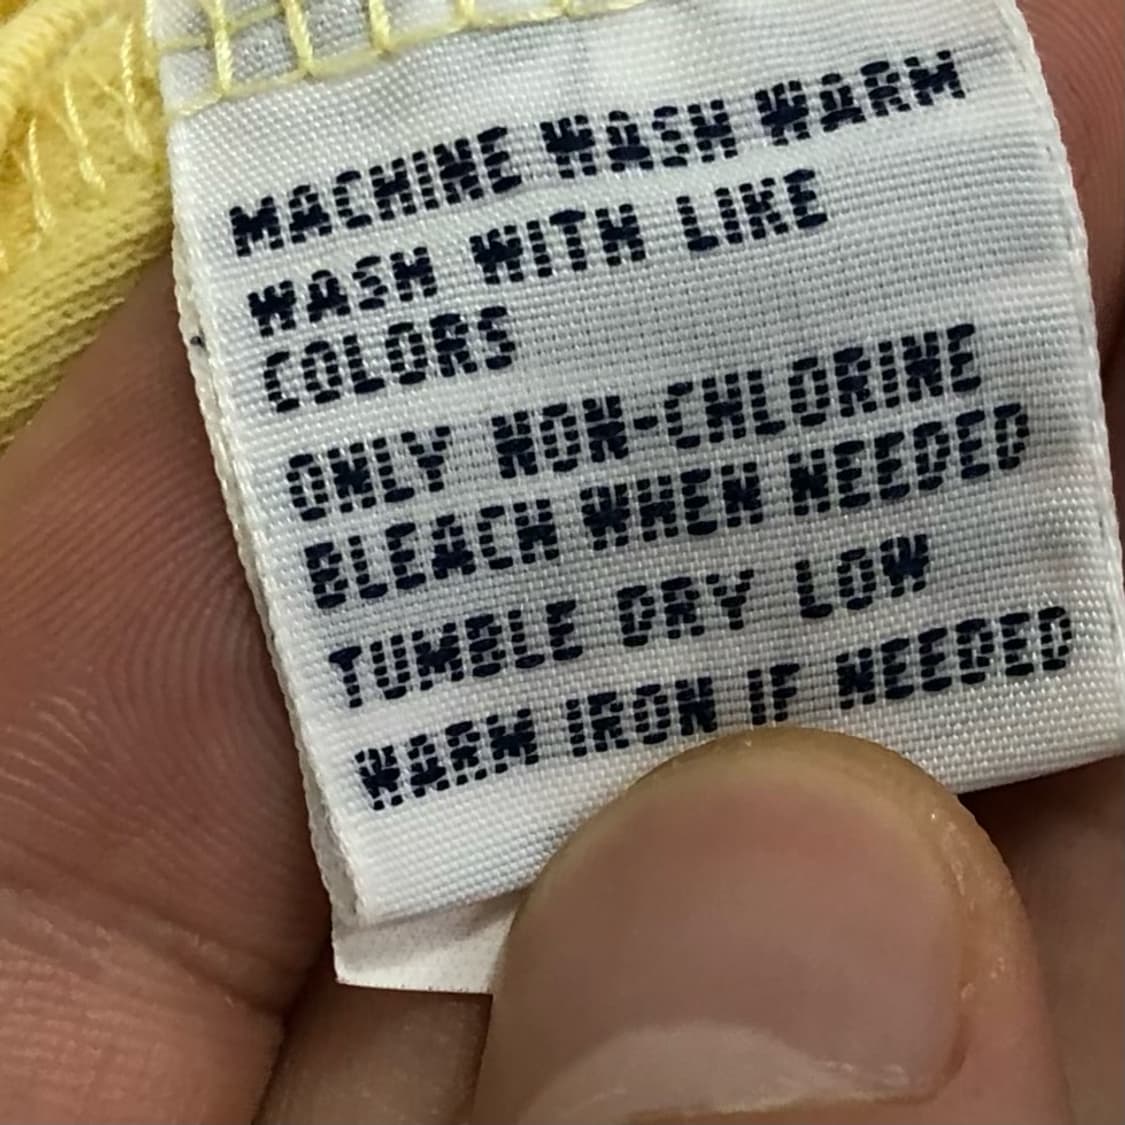 MACHINE WASH WARM
WASH WITH LIKE
COLORS
ONLY NON-CHLORINE
BLEACH WHEN NEEDED
TUMBLE DRY LOW
WARM IRON IF NEEDED